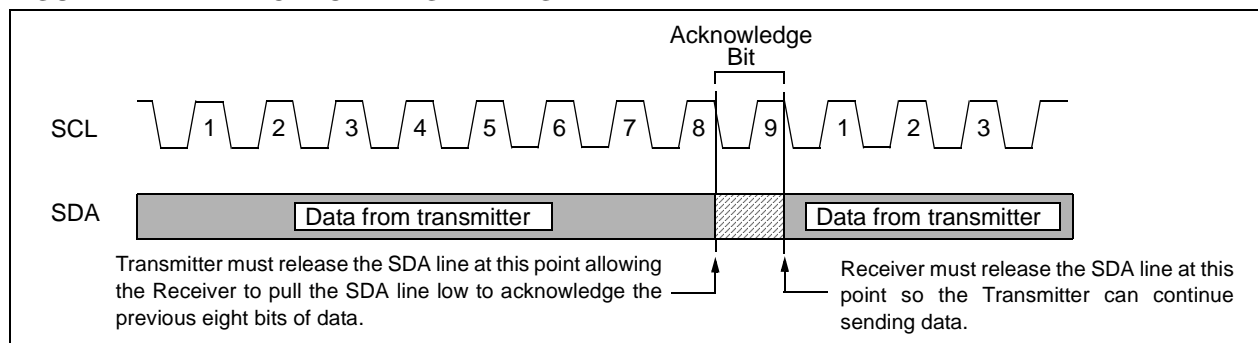 Acknowledge
Bit
SCL 1 2 3 4 5 6 7 8 9 1 2 3
SDA Data from transmitter Data from transmitter
Transmitter must release the SDA line at this point allowing
the Receiver to pull the SDA line low to acknowledge the
previous eight bits of data.
Receiver must release the SDA line at this
point so the Transmitter can continue
sending data.